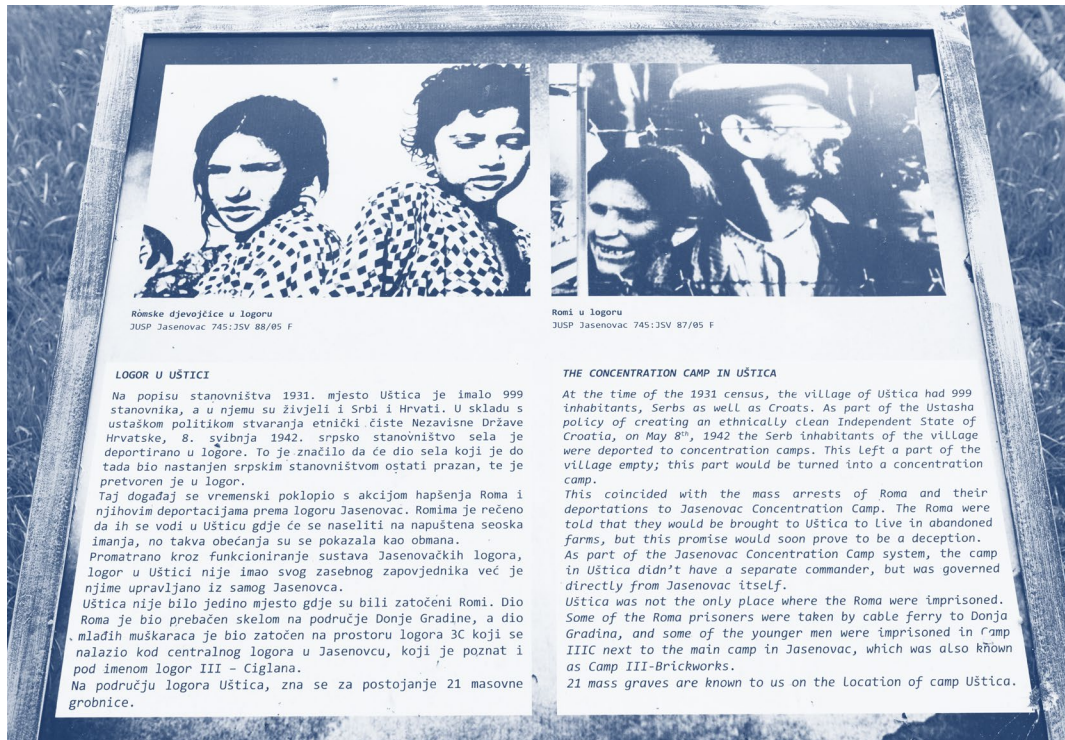 Romske djevojčice u logoru
JUSP Jasenovac 745:JSV 88/05 F
Romi u logoru
JUSP Jasenovac 745:JSV 87/05 F
LOGOR U UŠTICI
Na popisu stanovništva 1931. mjesto Uštica je imalo 999
stanovnika, a u njemu su živjeli i Srbi i Hrvati. U skladu s
ustaškom politikom stvaranja etnički čiste Nezavisne Države
Hrvatske, 8. svibnja 1942. srpsko stanovništvo sela je
deportirano u logore. To je značilo da će dio sela koji je do
tada bio nastanjen srpskim stanovništvom ostati prazan, te je
pretvoren je u logor.
Taj događaj se vremenski poklopio s akcijom hapšenja Roma i
njihovim deportacijama prema logoru Jasenovac. Romima je rečeno
da ih se vodi u Ušticu gdje će se naseliti na napuštena seoska
imanja, no takva obećanja su se pokazala kao obmana.
Promatrano kroz funkcioniranje sustava Jasenovačkih logora,
logor u Uštici nije imao svog zasebnog zapovjednika već je
njime upravljano iz samog Jasenovca.
Uštica nije bilo jedino mjesto gdje su bili zatočeni Romi. Dio
Roma je bio prebačen skelom na područje Donje Gradine, a dio
mlađih muškaraca je bio zatočen na prostoru logora 3C koji se
nalazio kod centralnog logora u Jasenovcu, koji je poznat i
pod imenom logor III – Ciglana.
Na području logora Uštica, zna se za postojanje 21 masovne
grobnice.
THE CONCENTRATION CAMP IN UŠTICA
At the time of the 1931 census, the village of Uštica had 999
inhabitants, Serbs as well as Croats. As part of the Ustasha
policy of creating an ethnically clean Independent State of
Croatia, on May 8th, 1942 the Serb inhabitants of the village
were deported to concentration camps. This left a part of the
village empty; this part would be turned into a concentration
camp.
This coincided with the mass arrests of Roma and their
deportations to Jasenovac Concentration Camp. The Roma were
told that they would be brought to Uštica to live in abandoned
farms, but this promise would soon prove to be a deception.
As part of the Jasenovac Concentration Camp system, the camp
in Uštica didn't have a separate commander, but was governed
directly from Jasenovac itself.
Uštica was not the only place where the Roma were imprisoned.
Some of the Roma prisoners were taken by cable ferry to Donja
Gradina, and some of the younger men were imprisoned in Camp
IIIC next to the main camp in Jasenovac, which was also known
as Camp III-Brickworks.
21 mass graves are known to us on the Location of camp Uštica.